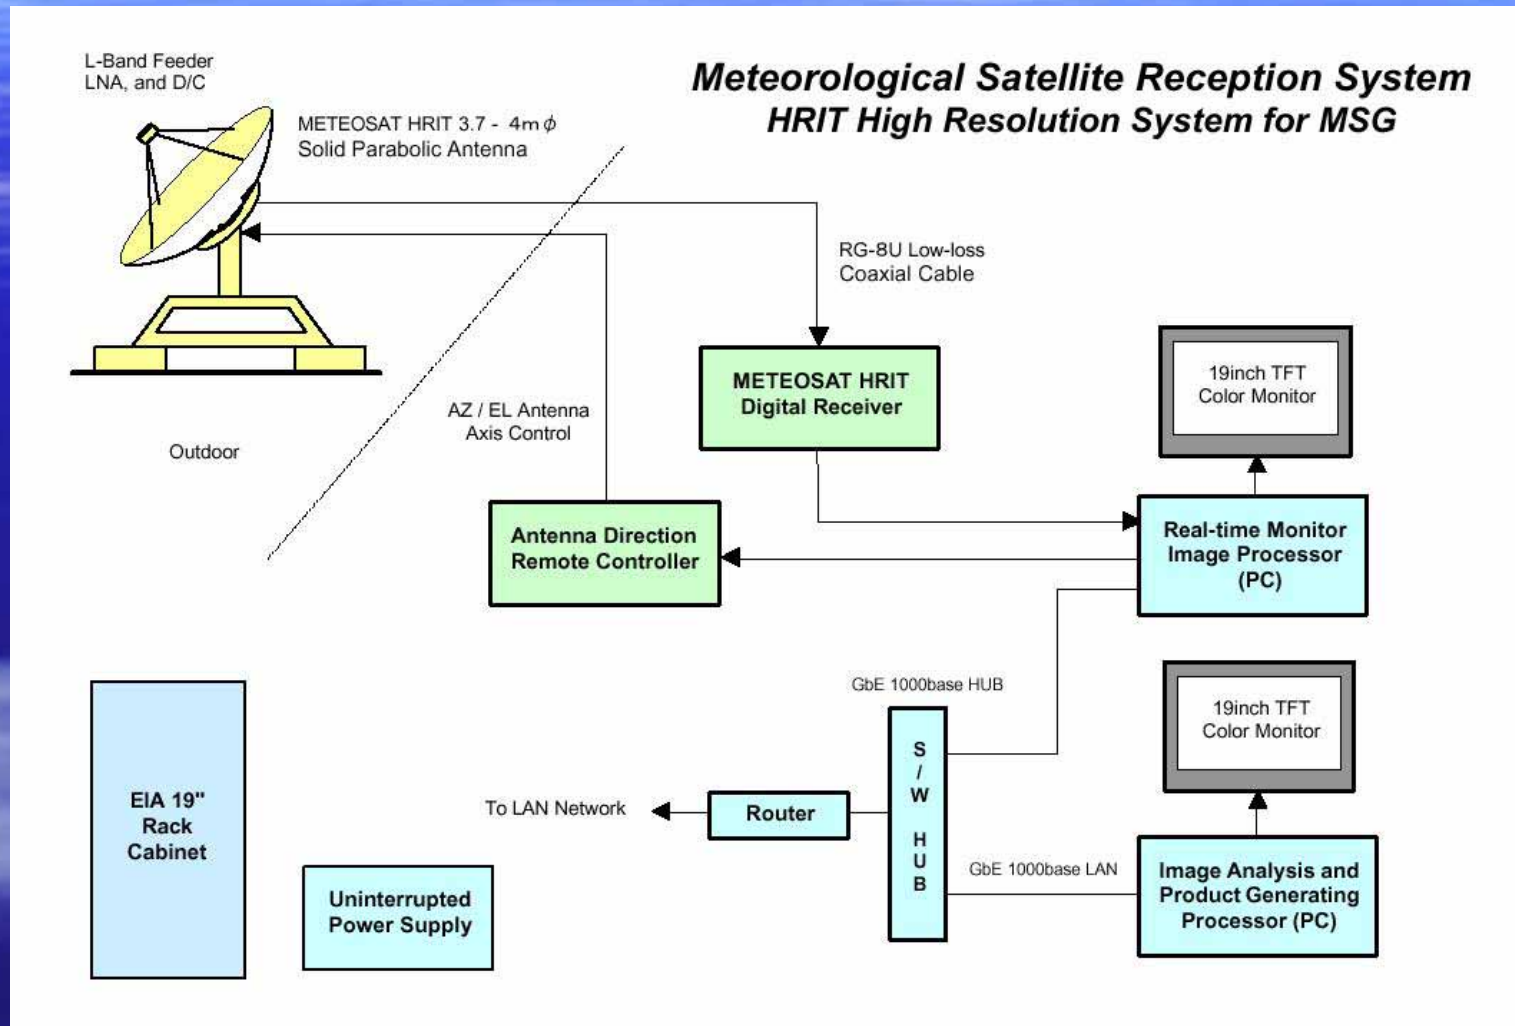 Meteorological Satellite Reception System
HRIT High Resolution System for MSG
L-Band Feeder
LNA, and D/C
METEOSAT HRIT 3.7 - 4mϕ
Solid Parabolic Antenna
RG-8U Low-loss
Coaxial Cable
METEOSAT HRIT
Digital Receiver
19inch TFT
Color Monitor
AZ / EL Antenna
Axis Control
Outdoor
Antenna Direction
Remote Controller
Real-time Monitor
Image Processor
(PC)
GbE 1000base HUB
19inch TFT
Color Monitor
S
/
W
H
U
B
EIA 19"
Rack
Cabinet
To LAN Network
Router
GbE 1000base LAN
Image Analysis and
Product Generating
Processor (PC)
Uninterrupted
Power Supply